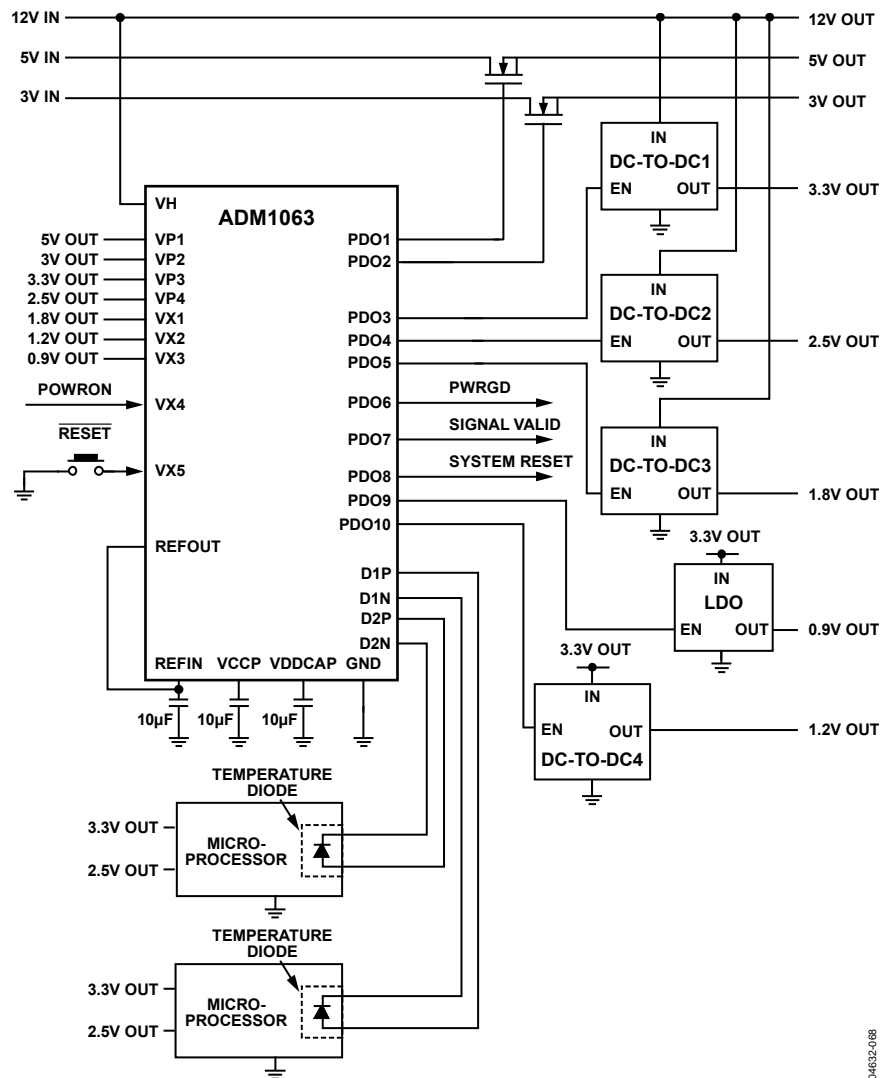 12V IN
12V OUT
5V IN
5V OUT
3V IN
3V OUT
IN
DC-TO-DC1
EN
OUT
3.3V OUT
ADM1063
VH
5V OUT
VP1
3V OUT
VP2
3.3V OUT
VP3
2.5V OUT
VP4
1.8V OUT
VX1
1.2V OUT
VX2
0.9V OUT
VX3
POWRON
VX4
RESET
VX5
REFOUT
PDO1
PDO2
PDO3
PDO4
PDO5
PDO6
PWRGD
PDO7
SIGNAL VALID
PDO8
SYSTEM RESET
PDO9
PDO10
D1P
D1N
D2P
D2N
REFIN
VCCP
VDDCAP
GND
10µF
10µF
10µF
IN
DC-TO-DC2
EN
OUT
2.5V OUT
IN
DC-TO-DC3
EN
OUT
1.8V OUT
3.3V OUT
IN
LDO
EN
OUT
0.9V OUT
3.3V OUT
IN
EN
OUT
DC-TO-DC4
1.2V OUT
TEMPERATURE
DIODE
3.3V OUT
2.5V OUT
MICRO-
PROCESSOR
TEMPERATURE
DIODE
3.3V OUT
2.5V OUT
MICRO-
PROCESSOR
04632-068